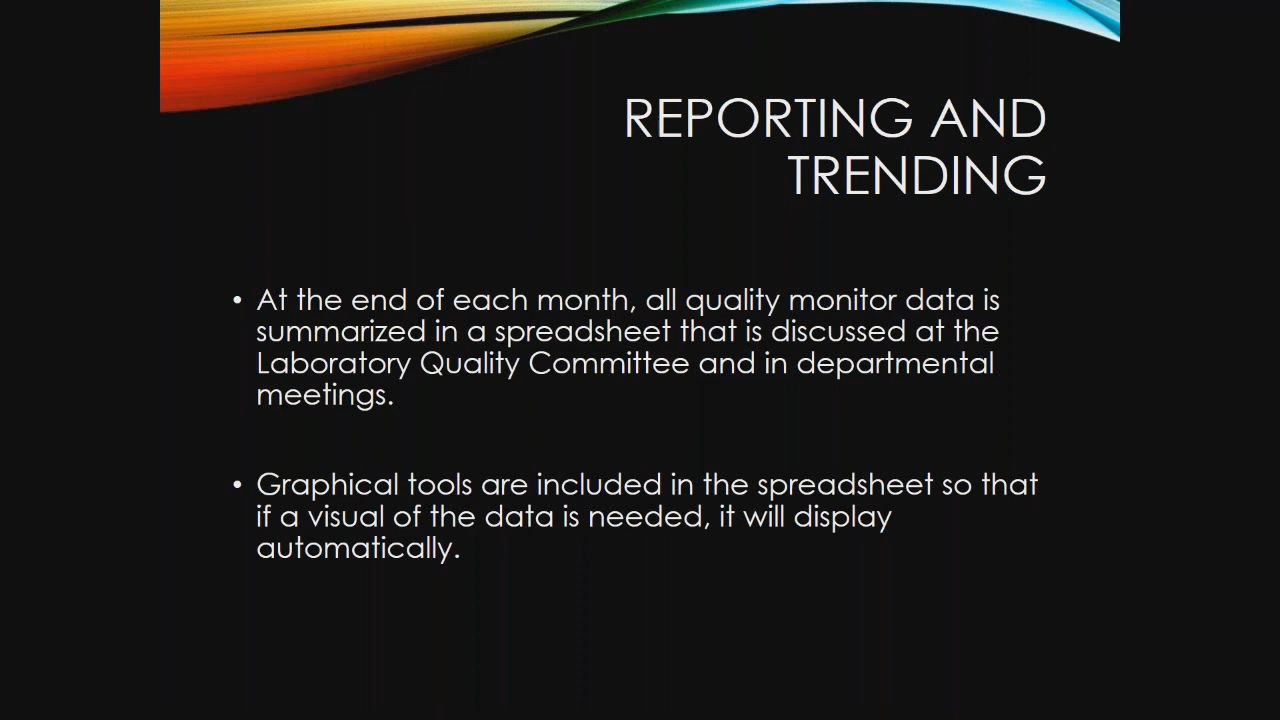 REPORTING AND
TRENDING
• At the end of each month, all quality monitor data is
summarized in a spreadsheet that is discussed at the
Laboratory Quality Committee and in departmental
meetings.
• Graphical tools are included in the spreadsheet so that
if a visual of the data is needed, it will display
automatically.